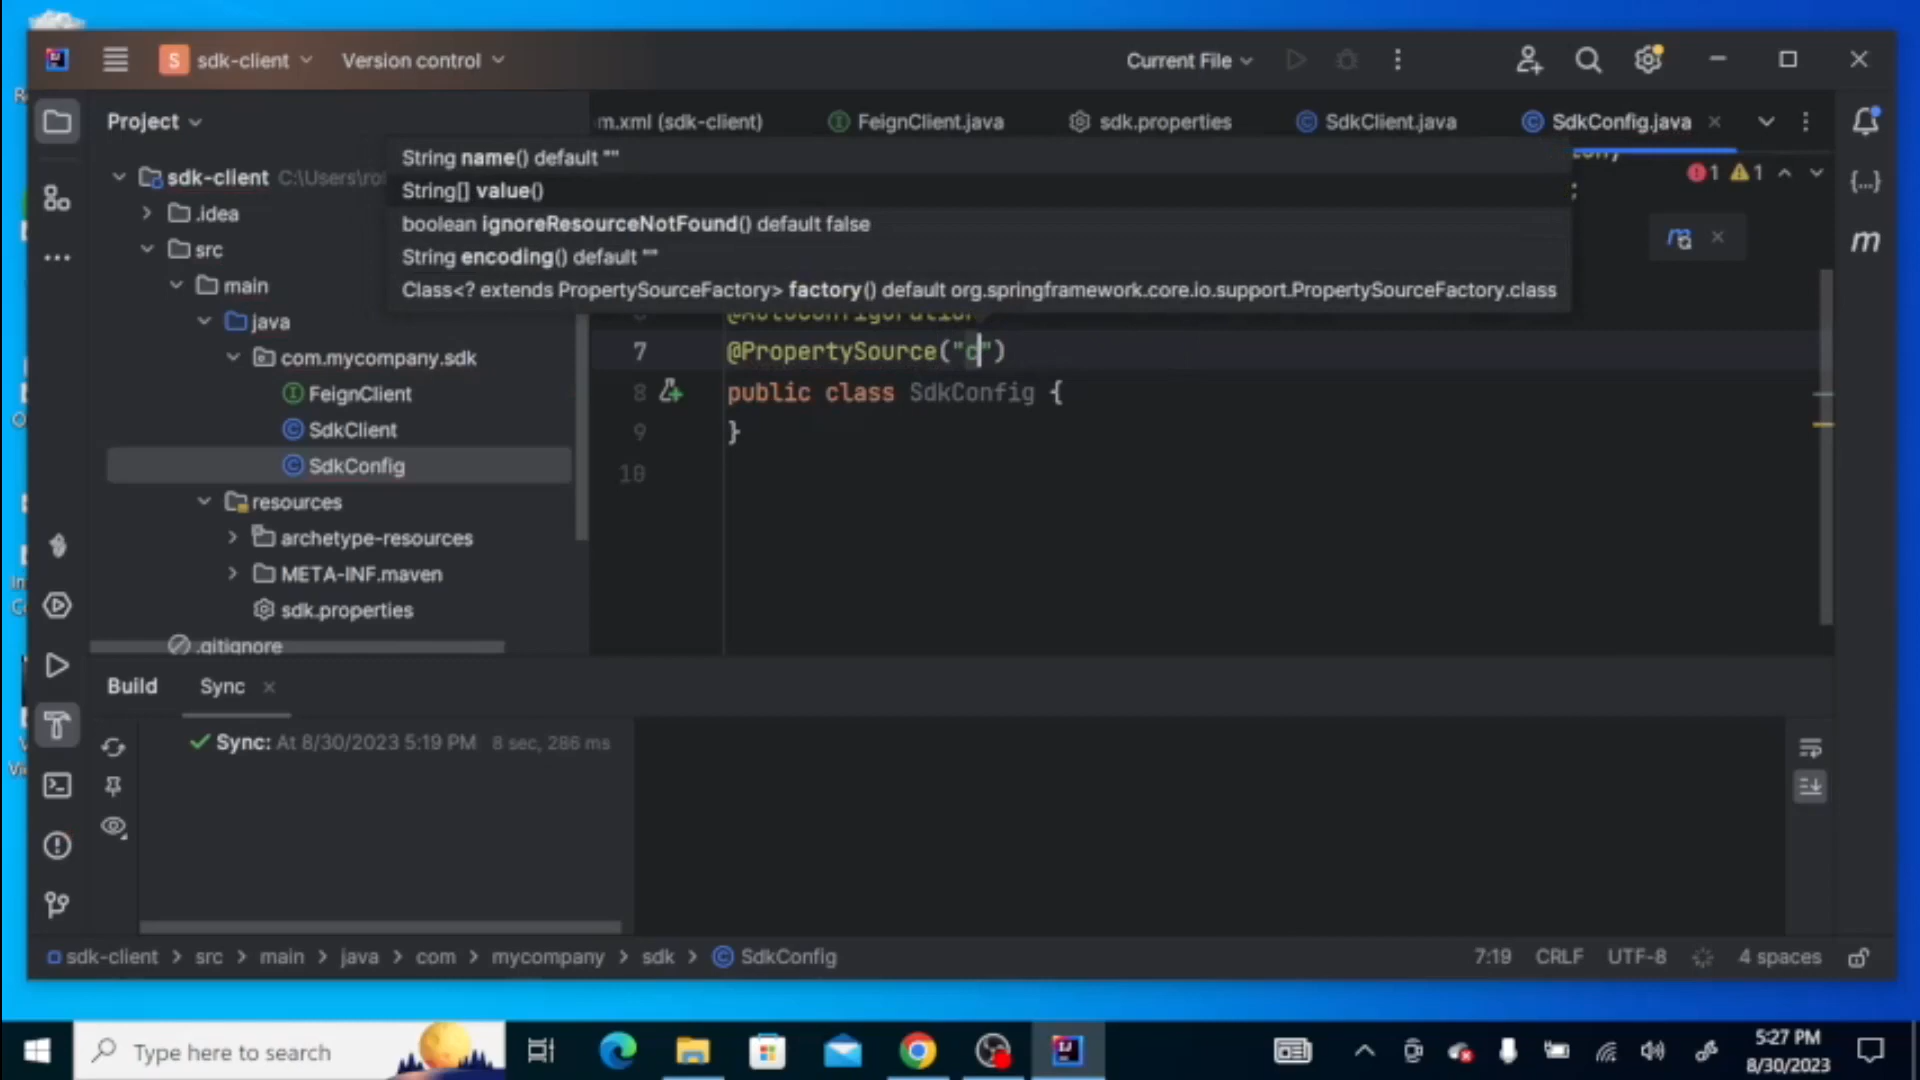 S sdk-client
Version control
Current File
Project
m.xml (sdk-client)
FeignClient.java
sdk.properties
SdkClient.java
SdkConfig.java
sdk-client C:\Users\ro
.idea
src
main
java
com.mycompany.sdk
FeignClient
SdkClient
SdkConfig
resources
archetype-resources
META-INF.maven
sdk.properties
.gitignore
String name() default ""
String[] value()
boolean ignoreResourceNotFound() default false
String encoding() default ""
Class<? extends PropertySourceFactory> factory() default org.springframework.core.io.support.PropertySourceFactory.class
1 1
@AutoConfiguration
7 @PropertySource("c")
8 public class SdkConfig {
9 }
10
Build Sync
Sync: At 8/30/2023 5:19 PM 8 sec, 286 ms
sdk-client > src > main > java > com > mycompany > sdk > SdkConfig
7:19 CRLF UTF-8 4 spaces
Type here to search
5:27 PM
8/30/2023